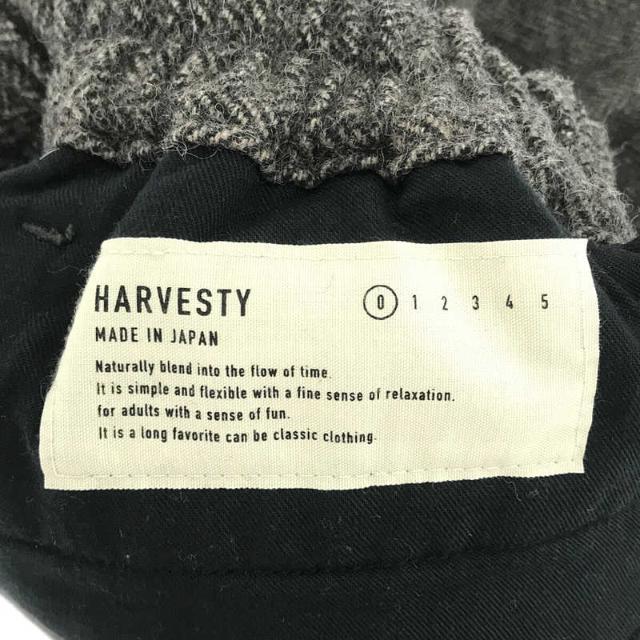 HARVESTY 0 1 2 3 4 5
MADE IN JAPAN
Naturally blend into the flow of time.
It is simple and flexible with a fine sense of relaxation.
for adults with a sense of fun.
It is a long favorite can be classic clothing.